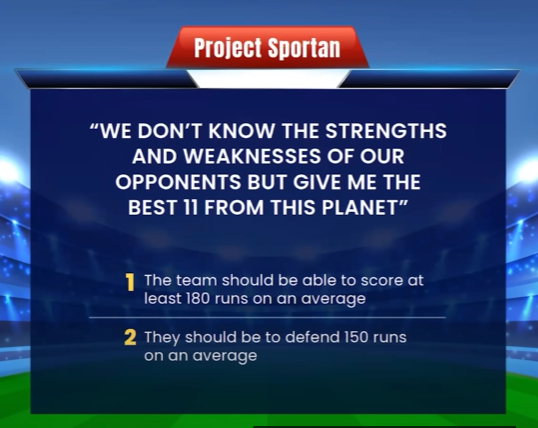 Project Sportan
“WE DON’T KNOW THE STRENGTHS
AND WEAKNESSES OF OUR
OPPONENTS BUT GIVE ME THE
BEST 11 FROM THIS PLANET”
1 The team should be able to score at
least 180 runs on an average
2 They should be to defend 150 runs
on an average